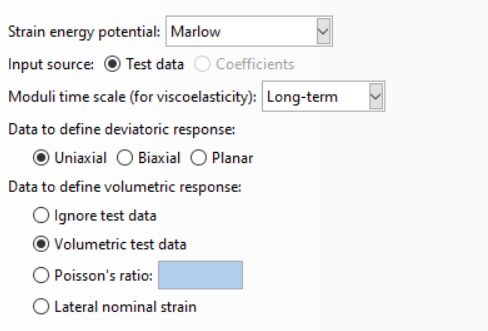 Strain energy potential: Marlow
Input source: Test data Coefficients
Moduli time scale (for viscoelasticity): Long-term
Data to define deviatoric response:
Uniaxial Biaxial Planar
Data to define volumetric response:
Ignore test data
Volumetric test data
Poisson's ratio:
Lateral nominal strain